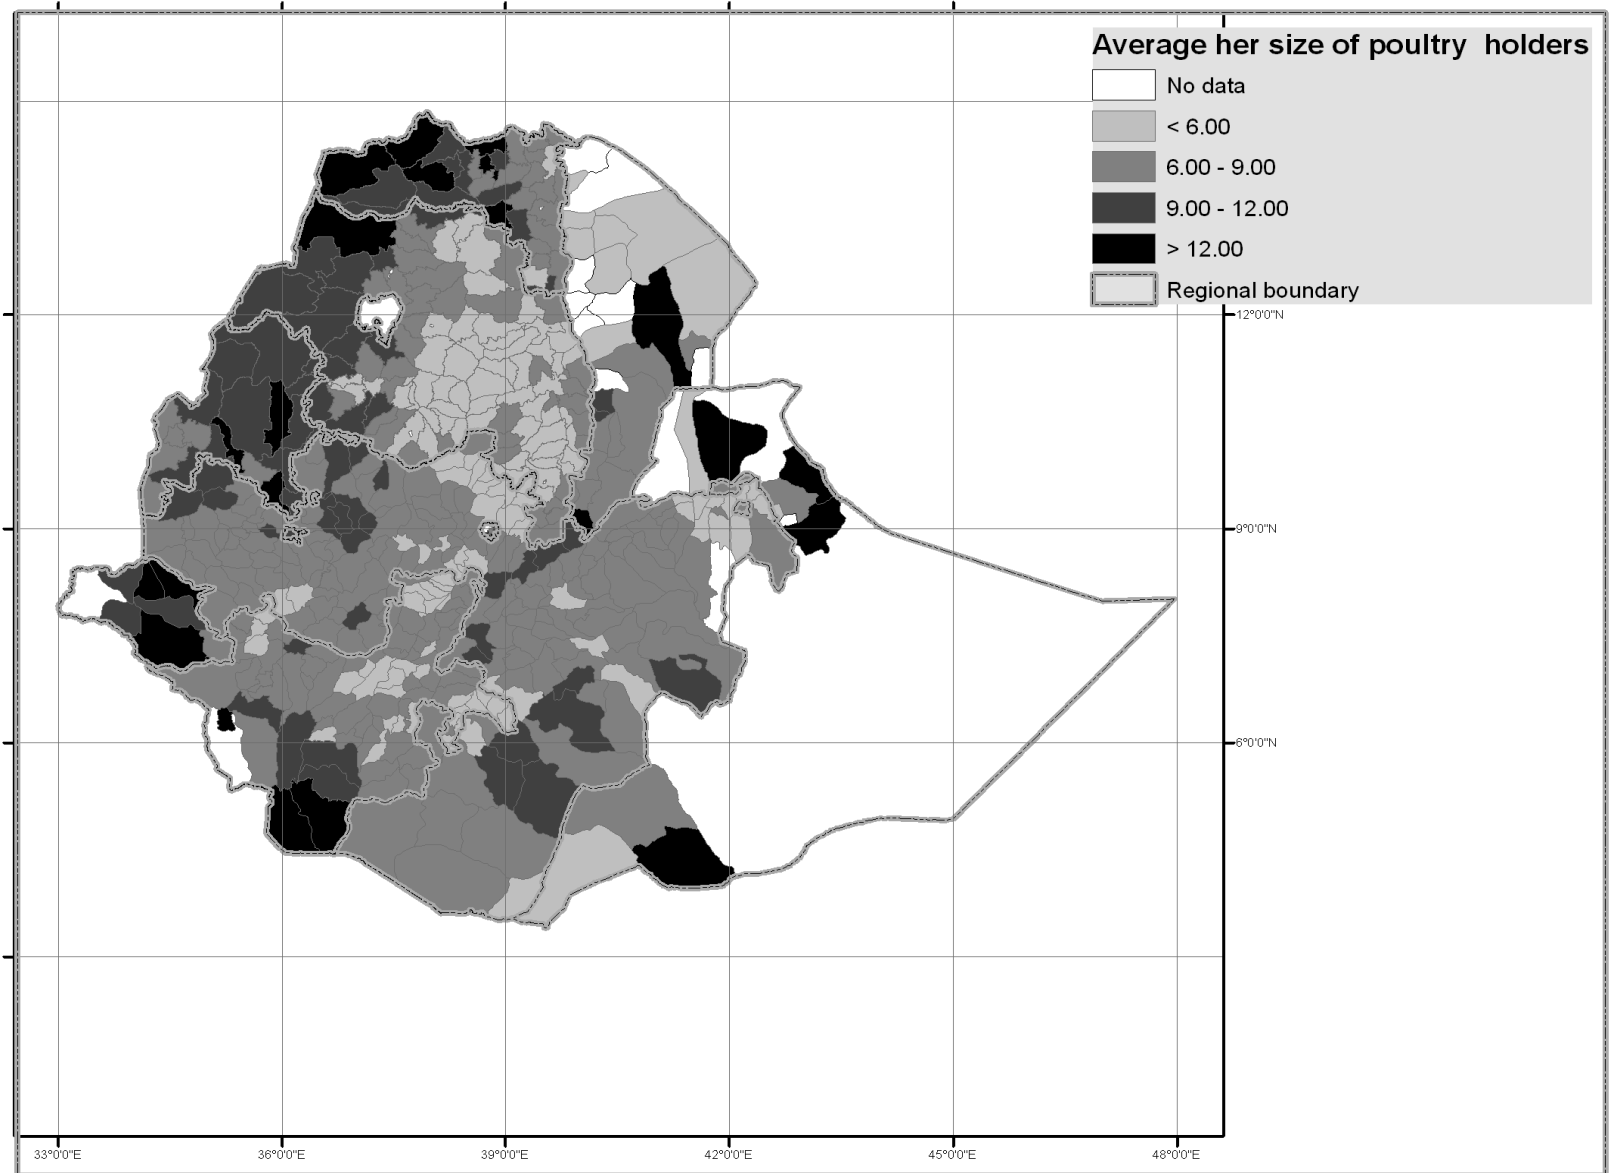 Average her size of poultry holders
No data
< 6.00
6.00 - 9.00
9.00 - 12.00
> 12.00
Regional boundary
12°0'0"N
9°0'0"N
6°0'0"N
33°0'0"E
36°0'0"E
39°0'0"E
42°0'0"E
45°0'0"E
48°0'0"E